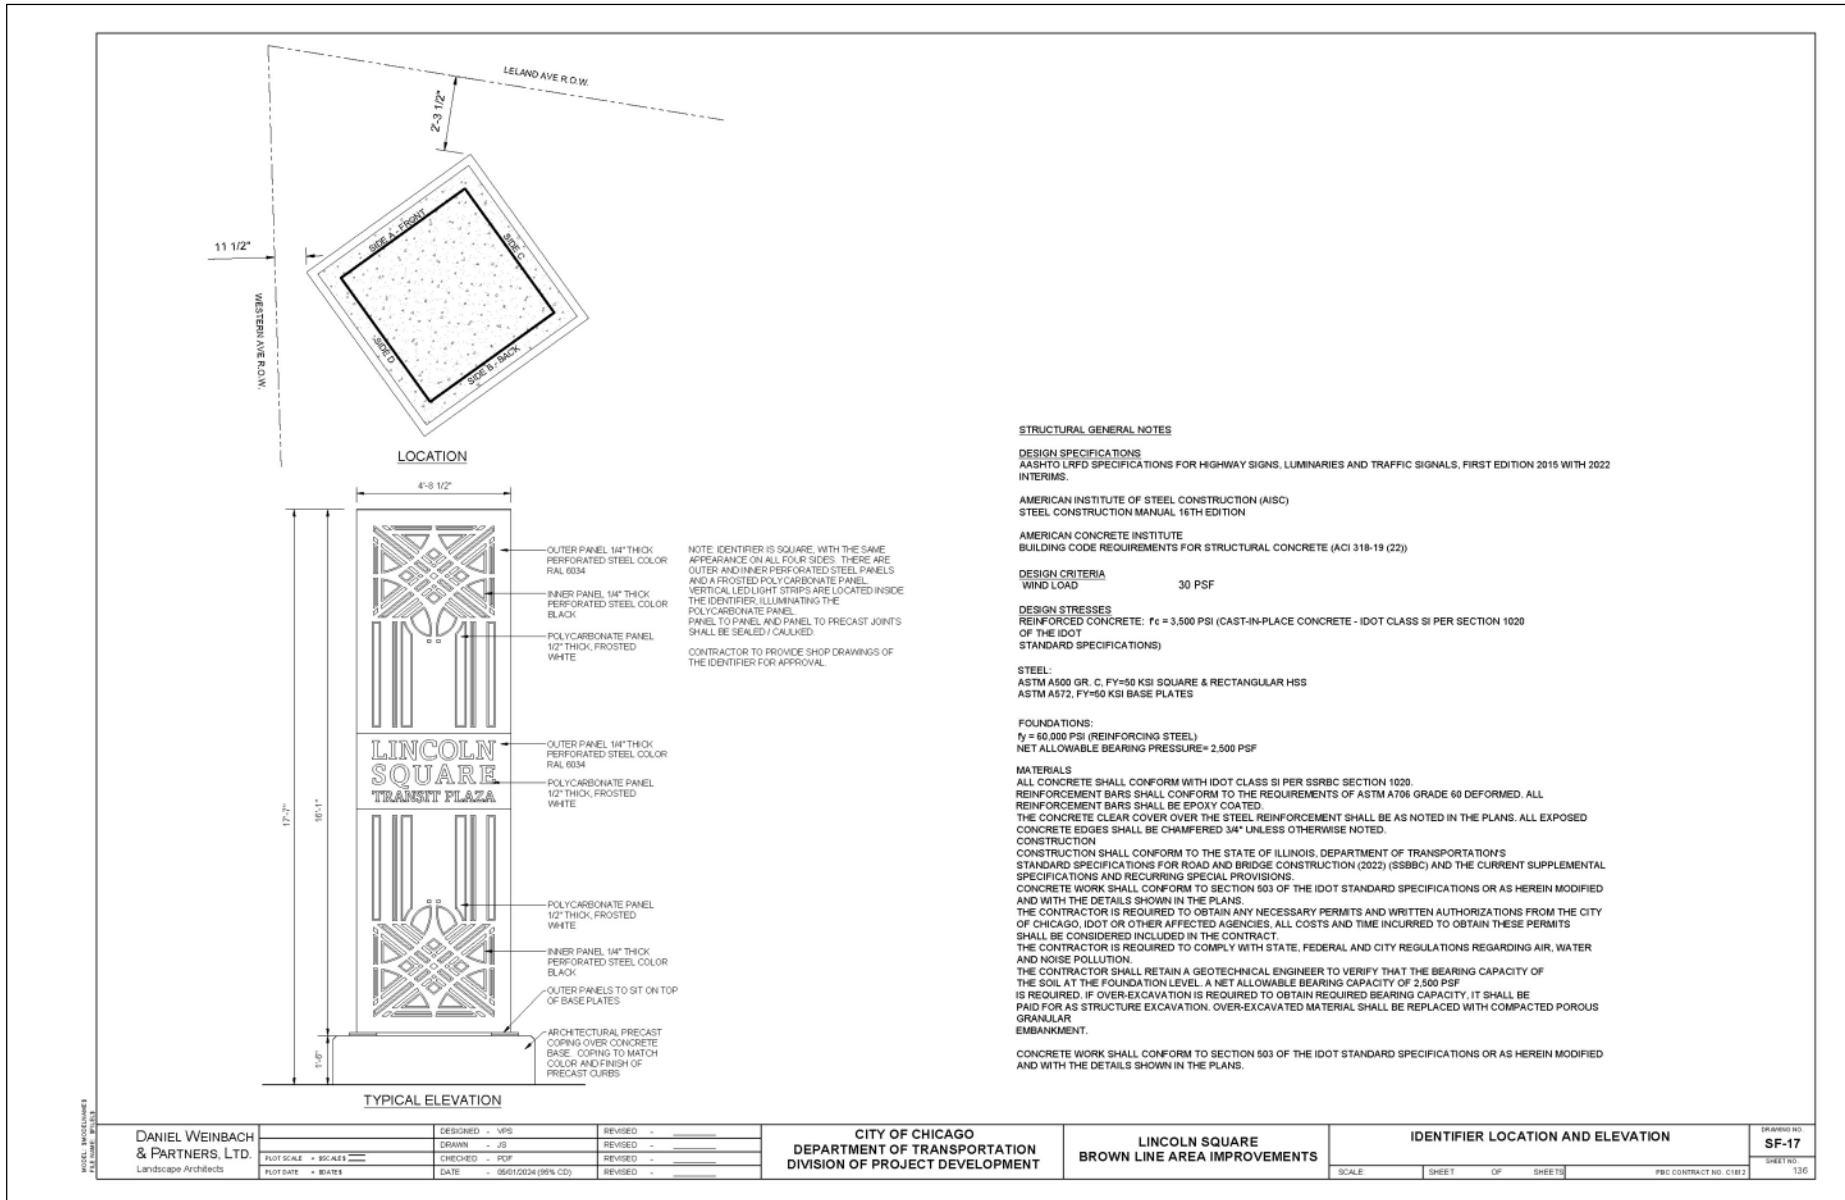 LELAND AVE R.O.W.
2'-3 1/2"
11 1/2"
SIDE A - FRONT
SIDE C
WESTERN AVE R.O.W.
SIDE D
SIDE B - BACK
LOCATION
4'-8 1/2"
OUTER PANEL 1/4" THICK
PERFORATED STEEL COLOR
RAL 6034
INNER PANEL 1/4" THICK
PERFORATED STEEL COLOR
BLACK
POLYCARBONATE PANEL
1/2" THICK, FROSTED
WHITE
NOTE: IDENTIFIER IS SQUARE, WITH THE SAME
APPEARANCE ON ALL FOUR SIDES. THERE ARE
OUTER AND INNER PERFORATED STEEL PANELS
AND A FROSTED POLYCARBONATE PANEL.
VERTICAL LED LIGHT STRIPS ARE LOCATED INSIDE
THE IDENTIFIER, ILLUMINATING THE
POLYCARBONATE PANEL.
PANEL TO PANEL AND PANEL TO PRECAST JOINTS
SHALL BE SEALED / CAULKED.
CONTRACTOR TO PROVIDE SHOP DRAWINGS OF
THE IDENTIFIER FOR APPROVAL.
LINCOLN
SQUARE
TRANSIT PLAZA
OUTER PANEL 1/4" THICK
PERFORATED STEEL COLOR
RAL 6034
POLYCARBONATE PANEL
1/2" THICK, FROSTED
WHITE
17'-7"
16'-1"
POLYCARBONATE PANEL
1/2" THICK, FROSTED
WHITE
INNER PANEL 1/4" THICK
PERFORATED STEEL COLOR
BLACK
OUTER PANELS TO SIT ON TOP
OF BASE PLATES
ARCHITECTURAL PRECAST
COPING OVER CONCRETE
BASE. COPING TO MATCH
COLOR AND FINISH OF
PRECAST CURBS
1'-6"
TYPICAL ELEVATION
STRUCTURAL GENERAL NOTES
DESIGN SPECIFICATIONS
AASHTO LRFD SPECIFICATIONS FOR HIGHWAY SIGNS, LUMINARIES AND TRAFFIC SIGNALS, FIRST EDITION 2015 WITH 2022
INTERIMS.
AMERICAN INSTITUTE OF STEEL CONSTRUCTION (AISC)
STEEL CONSTRUCTION MANUAL 16TH EDITION
AMERICAN CONCRETE INSTITUTE
BUILDING CODE REQUIREMENTS FOR STRUCTURAL CONCRETE (ACI 318-19 (22))
DESIGN CRITERIA
WIND LOAD 30 PSF
DESIGN STRESSES
REINFORCED CONCRETE: f'c = 3,500 PSI (CAST-IN-PLACE CONCRETE - IDOT CLASS SI PER SECTION 1020
OF THE IDOT
STANDARD SPECIFICATIONS)
STEEL:
ASTM A500 GR. C, FY=50 KSI SQUARE & RECTANGULAR HSS
ASTM A572, FY=50 KSI BASE PLATES
FOUNDATIONS:
fy = 60,000 PSI (REINFORCING STEEL)
NET ALLOWABLE BEARING PRESSURE= 2,500 PSF
MATERIALS
ALL CONCRETE SHALL CONFORM WITH IDOT CLASS SI PER SSRBC SECTION 1020.
REINFORCEMENT BARS SHALL CONFORM TO THE REQUIREMENTS OF ASTM A706 GRADE 60 DEFORMED. ALL
REINFORCEMENT BARS SHALL BE EPOXY COATED.
THE CONCRETE CLEAR COVER OVER THE STEEL REINFORCEMENT SHALL BE AS NOTED IN THE PLANS. ALL EXPOSED
CONCRETE EDGES SHALL BE CHAMFERED 3/4" UNLESS OTHERWISE NOTED.
CONSTRUCTION
CONSTRUCTION SHALL CONFORM TO THE STATE OF ILLINOIS, DEPARTMENT OF TRANSPORTATION'S
STANDARD SPECIFICATIONS FOR ROAD AND BRIDGE CONSTRUCTION (2022) (SSBBC) AND THE CURRENT SUPPLEMENTAL
SPECIFICATIONS AND RECURRING SPECIAL PROVISIONS.
CONCRETE WORK SHALL CONFORM TO SECTION 503 OF THE IDOT STANDARD SPECIFICATIONS OR AS HEREIN MODIFIED
AND WITH THE DETAILS SHOWN IN THE PLANS.
THE CONTRACTOR IS REQUIRED TO OBTAIN ANY NECESSARY PERMITS AND WRITTEN AUTHORIZATIONS FROM THE CITY
OF CHICAGO, IDOT OR OTHER AFFECTED AGENCIES, ALL COSTS AND TIME INCURRED TO OBTAIN THESE PERMITS
SHALL BE CONSIDERED INCLUDED IN THE CONTRACT.
THE CONTRACTOR IS REQUIRED TO COMPLY WITH STATE, FEDERAL AND CITY REGULATIONS REGARDING AIR, WATER
AND NOISE POLLUTION.
THE CONTRACTOR SHALL RETAIN A GEOTECHNICAL ENGINEER TO VERIFY THAT THE BEARING CAPACITY OF
THE SOIL AT THE FOUNDATION LEVEL. A NET ALLOWABLE BEARING CAPACITY OF 2,500 PSF
IS REQUIRED. IF OVER-EXCAVATION IS REQUIRED TO OBTAIN REQUIRED BEARING CAPACITY, IT SHALL BE
PAID FOR AS STRUCTURE EXCAVATION. OVER-EXCAVATED MATERIAL SHALL BE REPLACED WITH COMPACTED POROUS
GRANULAR
EMBANKMENT.
CONCRETE WORK SHALL CONFORM TO SECTION 503 OF THE IDOT STANDARD SPECIFICATIONS OR AS HEREIN MODIFIED
AND WITH THE DETAILS SHOWN IN THE PLANS.
MODEL: $MODELNAME$
FILE NAME: $FILEL$
DANIEL WEINBACH
& PARTNERS, LTD.
Landscape Architects
PLOT SCALE = $SCALE$
PLOT DATE = $DATE$
DESIGNED - VPS
DRAWN - JS
CHECKED - PDF
DATE - 05/01/2024 (95% CD)
REVISED -
REVISED -
REVISED -
REVISED -
CITY OF CHICAGO
DEPARTMENT OF TRANSPORTATION
DIVISION OF PROJECT DEVELOPMENT
LINCOLN SQUARE
BROWN LINE AREA IMPROVEMENTS
IDENTIFIER LOCATION AND ELEVATION
SCALE: SHEET OF SHEETS PBC CONTRACT NO. C1812
DRAWING NO.
SF-17
SHEET NO.
136